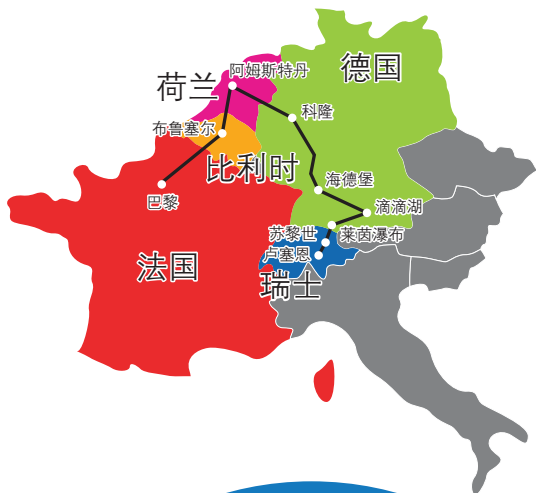 德国
阿姆斯特丹
荷兰
科隆
布鲁塞尔
比利时
海德堡
巴黎
滴滴湖
苏黎世
莱茵瀑布
卢塞恩
法国
瑞士